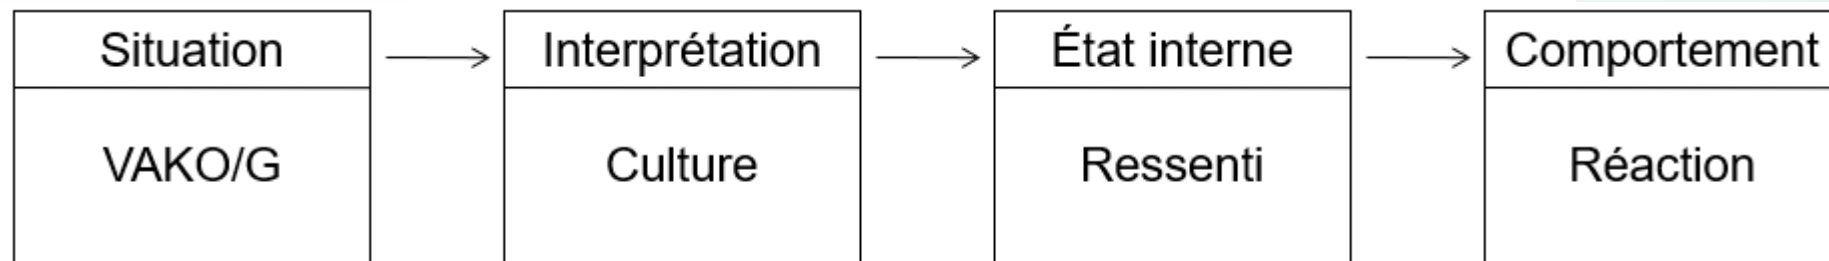 Situation
Interprétation
État interne
Comportement
VAKO/G
Culture
Ressenti
Réaction